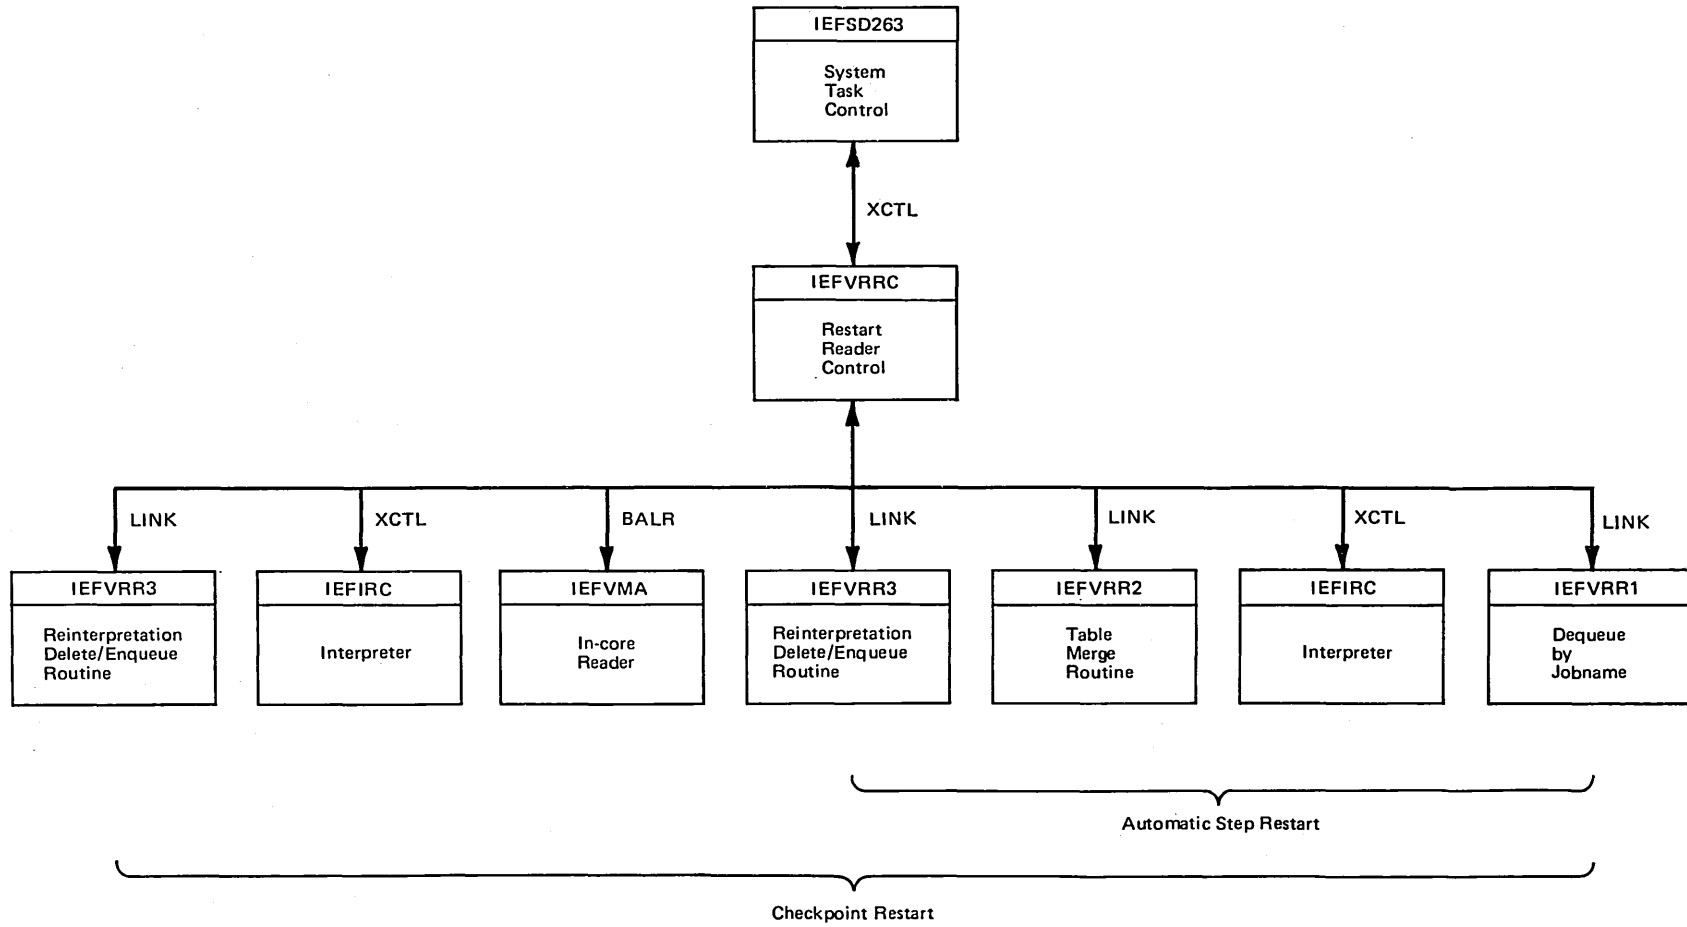 IEFSD263
System
Task
Control
XCTL
IEFVRRC
Restart
Reader
Control
LINK
XCTL
BALR
LINK
LINK
XCTL
LINK
IEFVRR3
Reinterpretation
Delete/Enqueue
Routine
IEFIRC
Interpreter
IEFVMA
In-core
Reader
IEFVRR3
Reinterpretation
Delete/Enqueue
Routine
IEFVRR2
Table
Merge
Routine
IEFIRC
Interpreter
IEFVRR1
Dequeue
by
Jobname
Automatic Step Restart
Checkpoint Restart